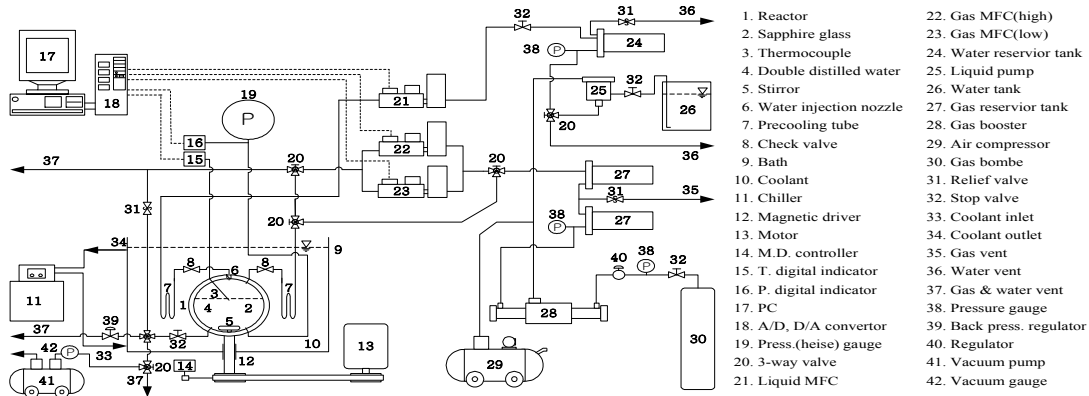 31
36
32
38
P
24
17
18
19
P
21
25
32
26
16
20
15
22
36
37
20
20
23
27
31
35
31
20
38
P
27
34
9
8
6
8
40
38
P
32
11
7
3
1
4
2
7
5
28
37
39
32
10
13
30
42
P
33
20
14
12
29
41
37
1. Reactor
2. Sapphire glass
3. Thermocouple
4. Double distilled water
5. Stirror
6. Water injection nozzle
7. Precooling tube
8. Check valve
9. Bath
10. Coolant
11. Chiller
12. Magnetic driver
13. Motor
14. M.D. controller
15. T. digital indicator
16. P. digital indicator
17. PC
18. A/D, D/A convertor
19. Press.(heise) gauge
20. 3-way valve
21. Liquid MFC
22. Gas MFC(high)
23. Gas MFC(low)
24. Water reservior tank
25. Liquid pump
26. Water tank
27. Gas reservior tank
28. Gas booster
29. Air compressor
30. Gas bombe
31. Relief valve
32. Stop valve
33. Coolant inlet
34. Coolant outlet
35. Gas vent
36. Water vent
37. Gas & water vent
38. Pressure gauge
39. Back press. regulator
40. Regulator
41. Vacuum pump
42. Vacuum gauge